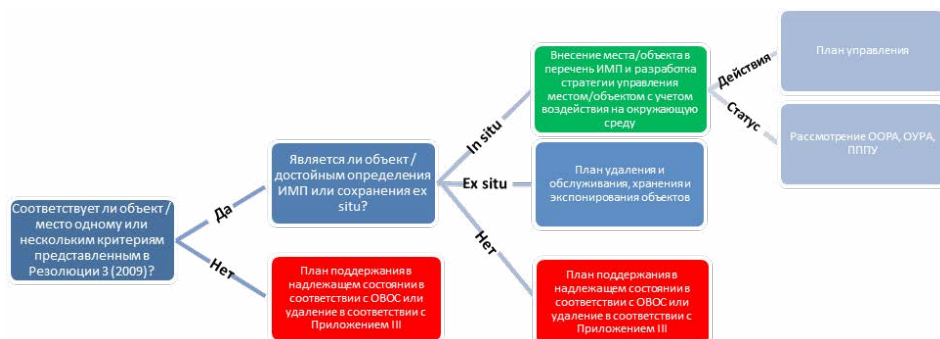 Соответствует ли объект /
место одному или
нескольким критериям
представленным в
Резолюции 3 (2009)?
Да
Нет
Является ли объект /
достойным определения
ИМП или сохранения ex
situ?
План поддержания в
надлежащем состоянии в
соответствии с ОВОС или
удаление в соответствии с
Приложением III
In situ
Ex situ
Нет
Внесение места/объекта в
перечень ИМП и разработка
стратегии управления
местом/объектом с учетом
воздействия на окружающую
среду
План удаления и
обслуживания, хранения и
экспонирования объектов
План поддержания в
надлежащем состоянии в
соответствии с ОВОС или
удаление в соответствии с
Приложением III
Действия
Статус
План управления
Рассмотрение ООРА, ОУРА,
ПППУ